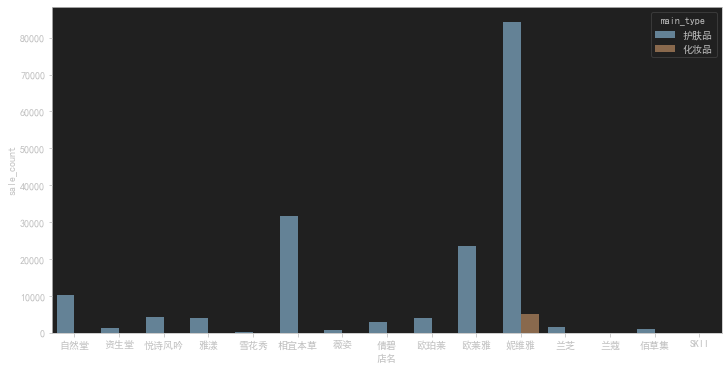 main_type
护肤品
化妆品
80000
70000
60000
50000
40000
30000
20000
10000
0
sale_count
自然堂 资生堂 悦诗风吟 雅漾 雪花秀 相宜本草 薇姿 倩碧 欧珀莱 欧莱雅 妮维雅 兰芝 兰蔻 佰草集 SKII
店名